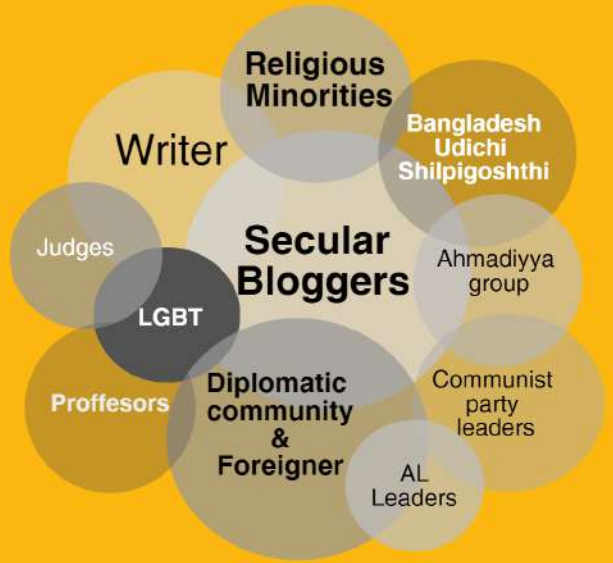 Religious
Minorities
Bangladesh
Udichi
Shilpigoshthi
Writer
Secular
Bloggers
Judges
Ahmadiyya
group
LGBT
Diplomatic
community
&
Foreigner
Proffesors
Communist
party
leaders
AL
Leaders